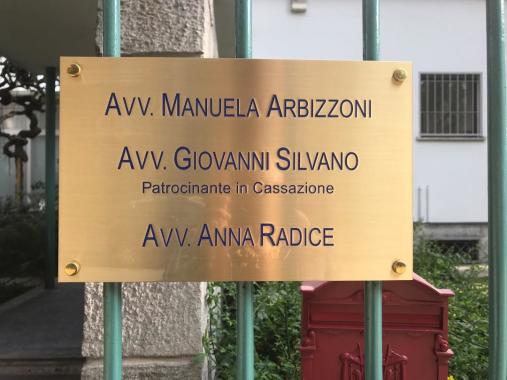 AVV. MANUELA ARBIZZONI
AVV. GIOVANNI SILVANO
Patrocinante in Cassazione
AVV. ANNA RADICE